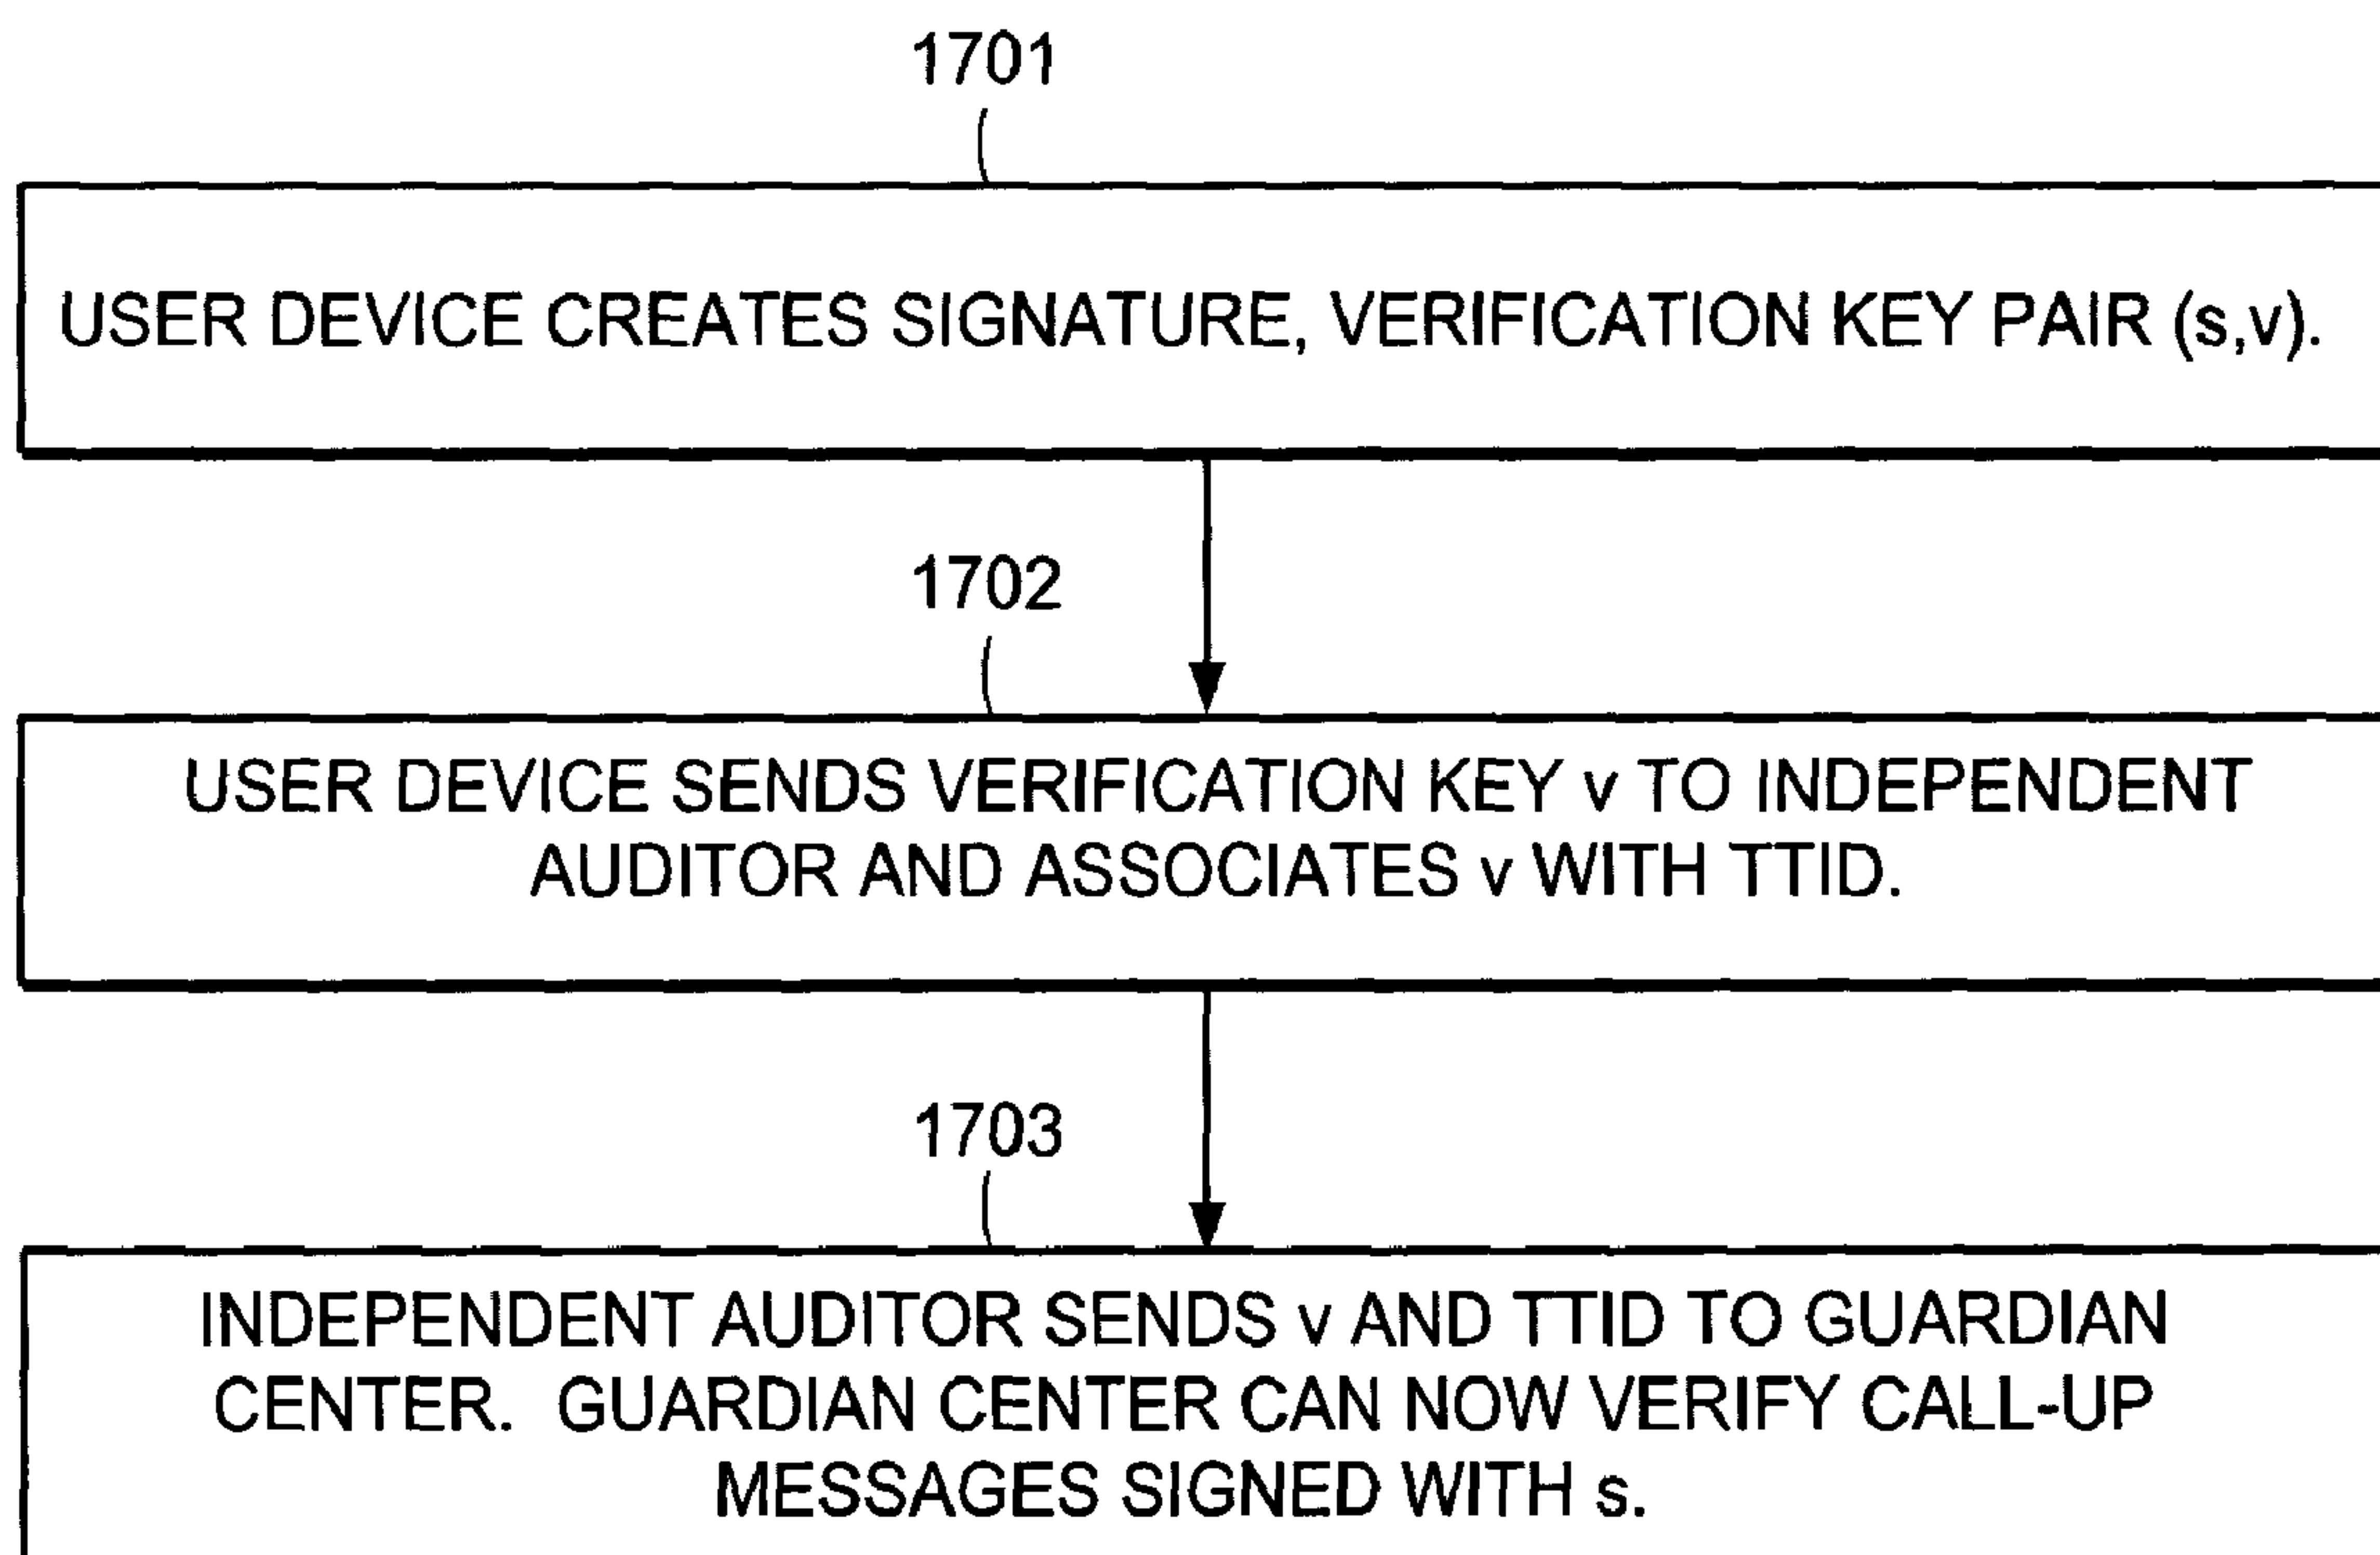 1701
USER DEVICE CREATES SIGNATURE, VERIFICATION KEY PAIR (s,v).
1702
USER DEVICE SENDS VERIFICATION KEY v TO INDEPENDENT
AUDITOR AND ASSOCIATES v WITH TTID.
1703
INDEPENDENT AUDITOR SENDS v AND TTID TO GUARDIAN
CENTER. GUARDIAN CENTER CAN NOW VERIFY CALL-UP
MESSAGES SIGNED WITH s.